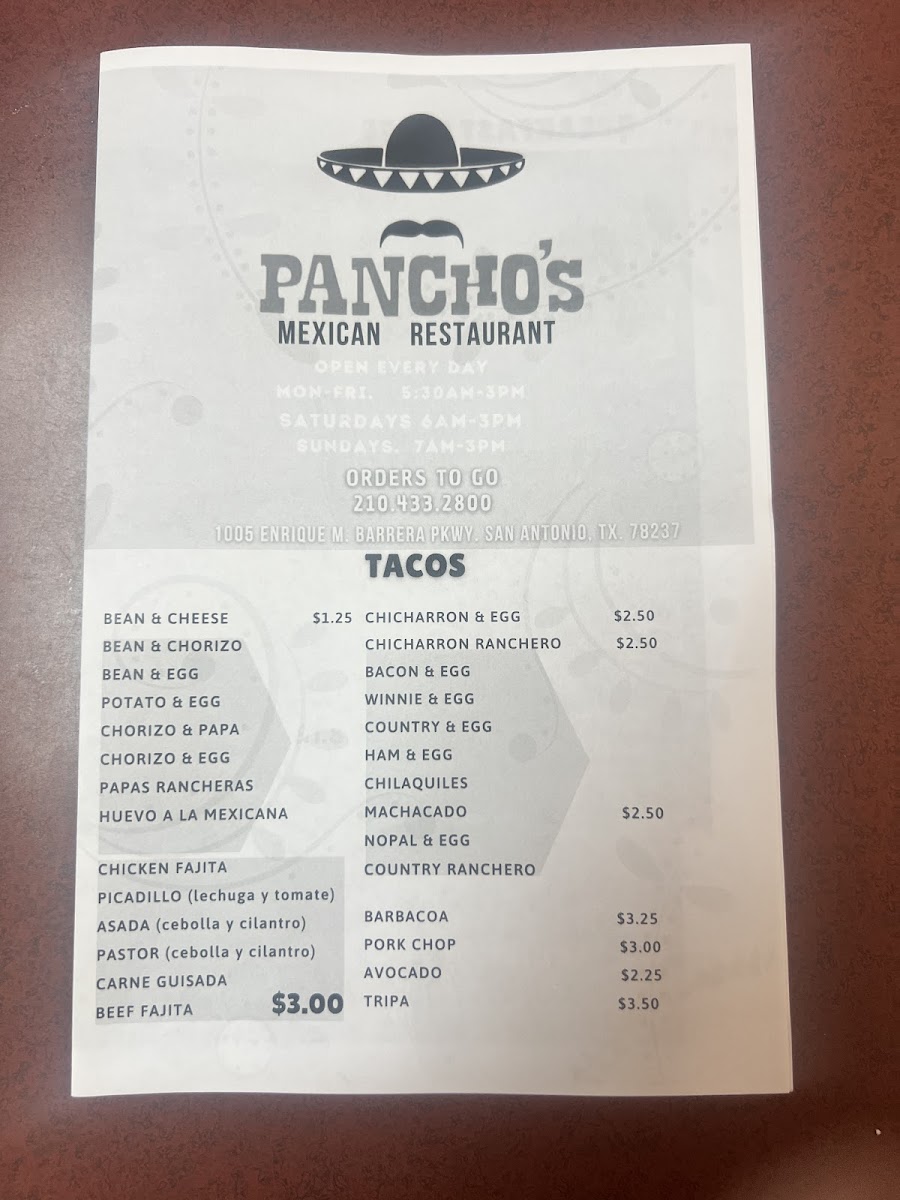 PANCHO'S
MEXICAN RESTAURANT
OPEN EVERY DAY
MON-FRI. 5:30AM-3PM
SATURDAYS 6AM-3PM
SUNDAYS. 7AM-3PM
ORDERS TO GO
210.433.2800
1005 ENRIQUE M. BARRERA PKWY. SAN ANTONIO, TX. 78237
TACOS
BEAN & CHEESE $1.25
BEAN & CHORIZO
BEAN & EGG
POTATO & EGG
CHORIZO & PAPA
CHORIZO & EGG
PAPAS RANCHERAS
HUEVO A LA MEXICANA
CHICKEN FAJITA
PICADILLO (lechuga y tomate)
ASADA (cebolla y cilantro)
PASTOR (cebolla y cilantro)
CARNE GUISADA
BEEF FAJITA $3.00
CHICHARRON & EGG $2.50
CHICHARRON RANCHERO $2.50
BACON & EGG
WINNIE & EGG
COUNTRY & EGG
HAM & EGG
CHILAQUILES
MACHACADO $2.50
NOPAL & EGG
COUNTRY RANCHERO
BARBACOA $3.25
PORK CHOP $3.00
AVOCADO $2.25
TRIPA $3.50